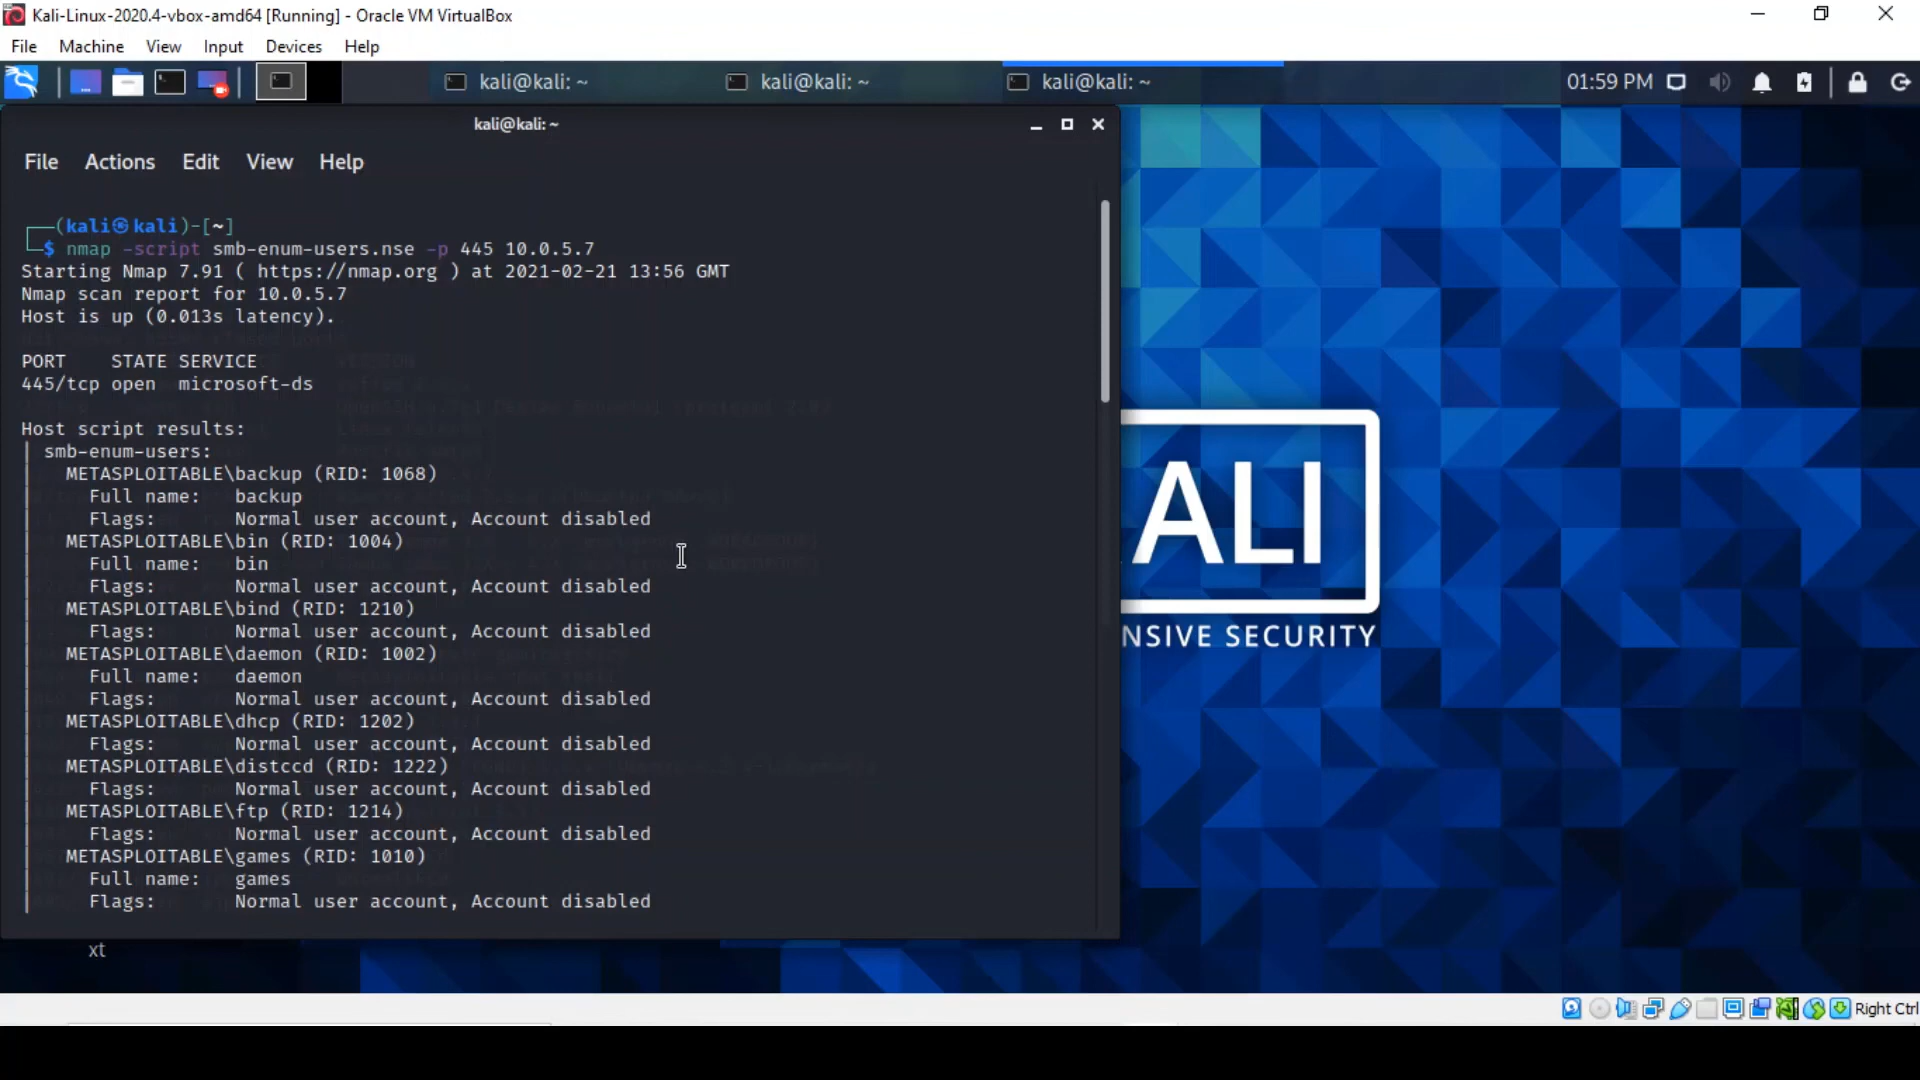 Kali-Linux-2020.4-vbox-amd64 [Running] - Oracle VM VirtualBox
File Machine View Input Devices Help
kali@kali: ~ kali@kali: ~ kali@kali: ~ 01:59 PM
kali@kali: ~
File Actions Edit View Help
(kali㉿kali)-[~]
$ nmap -script smb-enum-users.nse -p 445 10.0.5.7
Starting Nmap 7.91 ( https://nmap.org ) at 2021-02-21 13:56 GMT
Nmap scan report for 10.0.5.7
Host is up (0.013s latency).
PORT STATE SERVICE
445/tcp open microsoft-ds
Host script results:
| smb-enum-users:
| METASPLOITABLE\backup (RID: 1068)
| Full name: backup
| Flags: Normal user account, Account disabled
| METASPLOITABLE\bin (RID: 1004)
| Full name: bin
| Flags: Normal user account, Account disabled
| METASPLOITABLE\bind (RID: 1210)
| Flags: Normal user account, Account disabled
| METASPLOITABLE\daemon (RID: 1002)
| Full name: daemon
| Flags: Normal user account, Account disabled
| METASPLOITABLE\dhcp (RID: 1202)
| Flags: Normal user account, Account disabled
| METASPLOITABLE\distccd (RID: 1222)
| Flags: Normal user account, Account disabled
| METASPLOITABLE\ftp (RID: 1214)
| Flags: Normal user account, Account disabled
| METASPLOITABLE\games (RID: 1010)
| Full name: games
| Flags: Normal user account, Account disabled
ALI
NSIVE SECURITY
xt
Right Ctrl